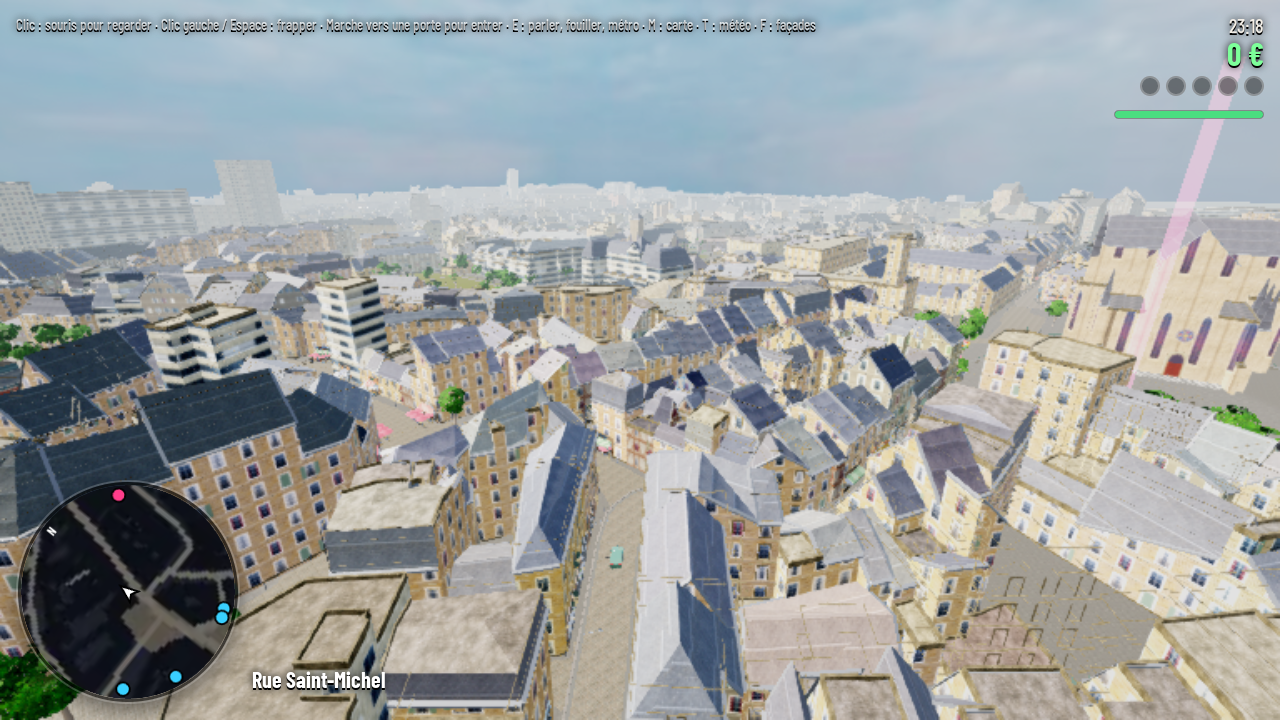 Clic : souris pour regarder · Clic gauche / Espace : frapper · Marche vers une porte pour entrer · E : parler, fouiller, métro · M : carte · T : météo · F : façades
23:18
0 €
N
Rue Saint-Michel